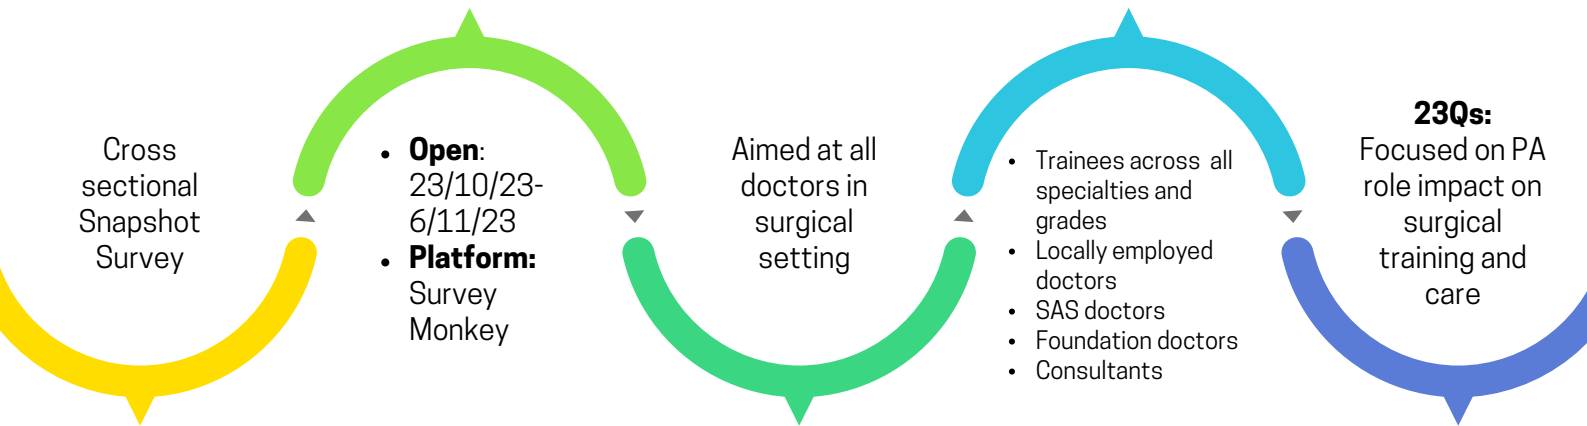 Cross
sectional
Snapshot
Survey
• Open:
23/10/23-
6/11/23
• Platform:
Survey
Monkey
Aimed at all
doctors in
surgical
setting
• Trainees across all
specialties and
grades
• Locally employed
doctors
• SAS doctors
• Foundation doctors
• Consultants
23Qs:
Focused on PA
role impact on
surgical
training and
care